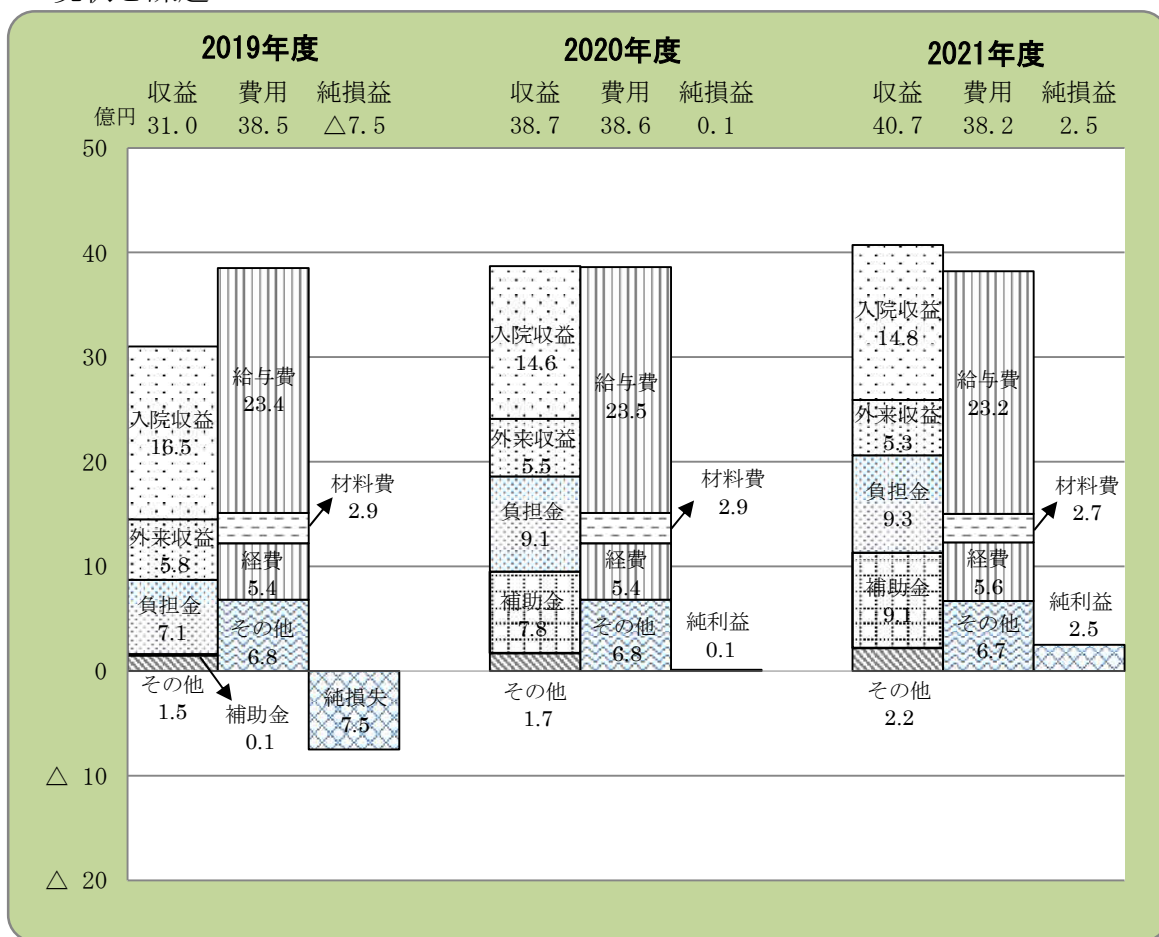 2019年度 2020年度 2021年度
収益 費用 純損益 収益 費用 純損益 収益 費用 純損益
億円 31.0 38.5 △7.5 38.7 38.6 0.1 40.7 38.2 2.5
50
40
30
20
10
0
△ 10
△ 20
入院収益
16.5
外来収益
5.8
負担金
7.1
その他
1.5
補助金
0.1
給与費
23.4
材料費
2.9
経費
5.4
その他
6.8
純損失
7.5
入院収益
14.6
外来収益
5.5
負担金
9.1
補助金
7.8
その他
1.7
給与費
23.5
材料費
2.9
経費
5.4
その他
6.8
純利益
0.1
入院収益
14.8
外来収益
5.3
負担金
9.3
補助金
9.1
その他
2.2
給与費
23.2
材料費
2.7
経費
5.6
その他
6.7
純利益
2.5